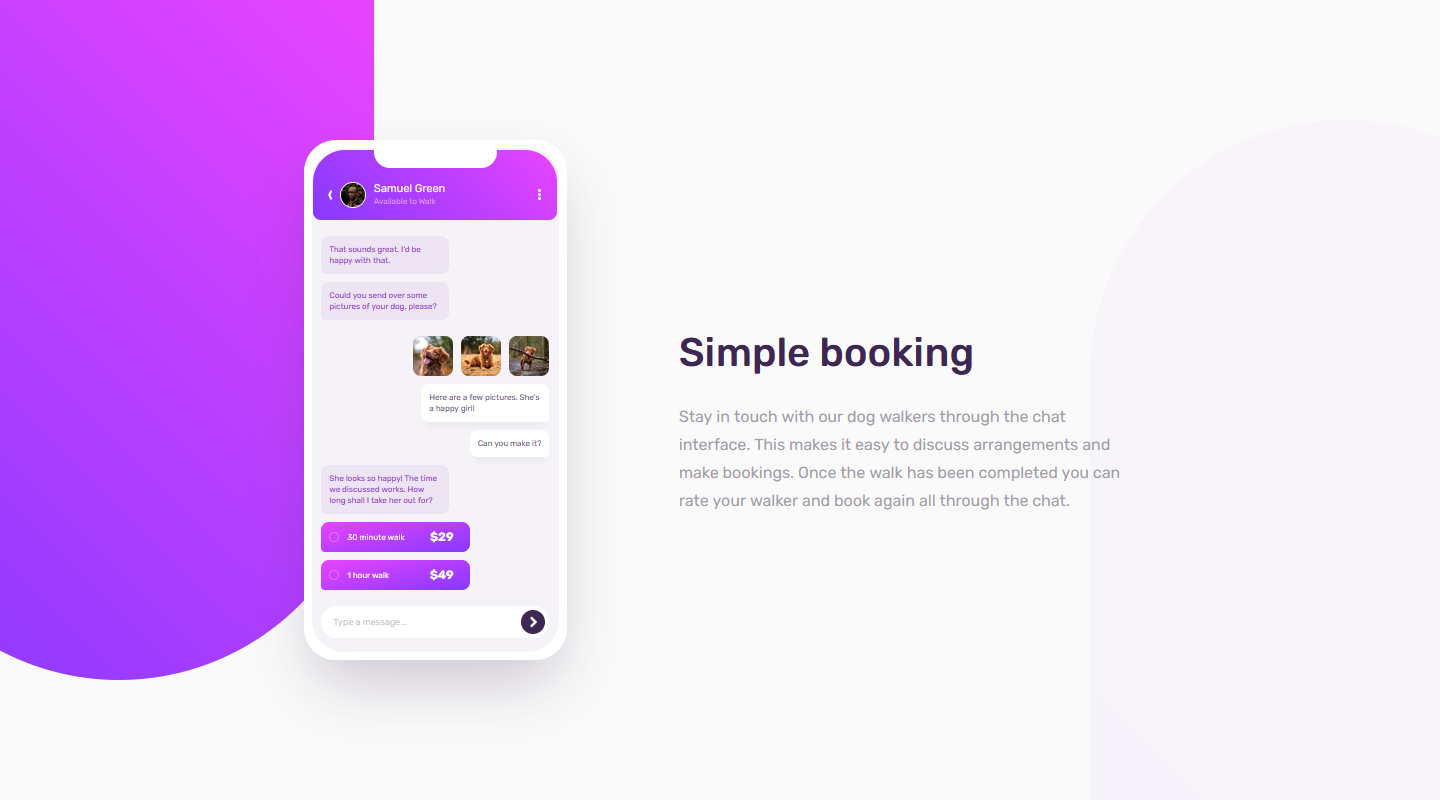 Samuel Green
Available to Walk
That sounds great. I'd be
happy with that.
Could you send over some
pictures of your dog, please?
Here are a few pictures. She's
a happy girl!
Can you make it?
She looks so happy! The time
we discussed works. How
long shall I take her out for?
30 minute walk $29
1 hour walk $49
Type a message...
Simple booking
Stay in touch with our dog walkers through the chat
interface. This makes it easy to discuss arrangements and
make bookings. Once the walk has been completed you can
rate your walker and book again all through the chat.